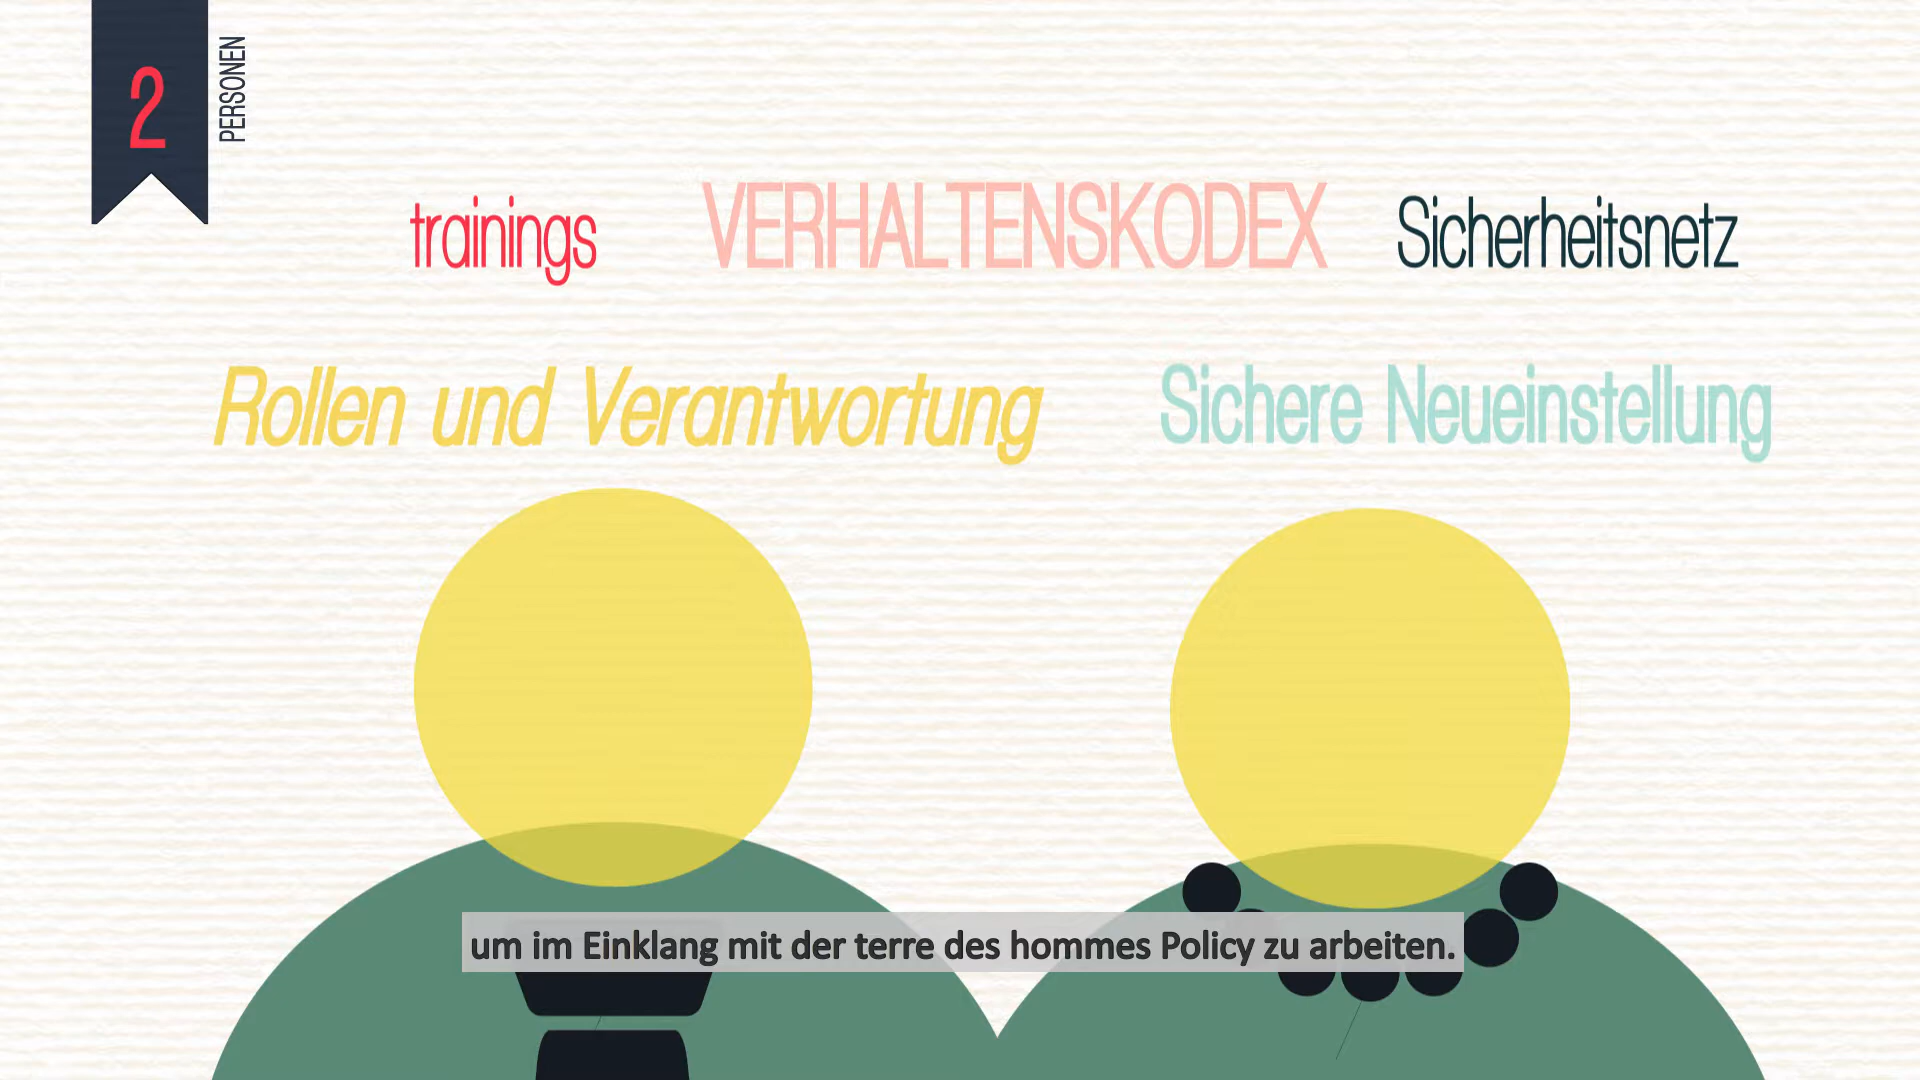 2
PERSONEN
trainings
VERHALTENSKODEX
Sicherheitsnetz
Rollen und Verantwortung
Sichere Neueinstellung
um im Einklang mit der terre des hommes Policy zu arbeiten.